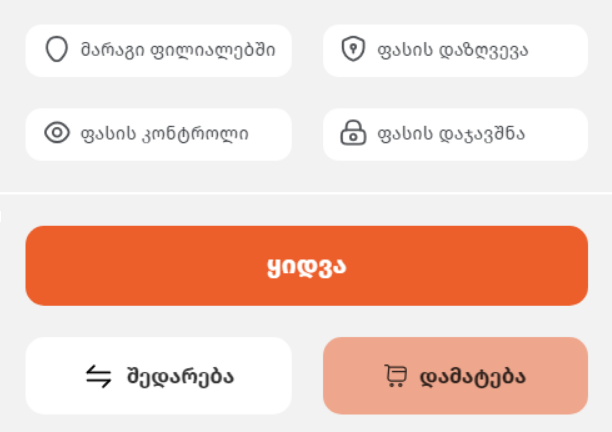 მარაგი ფილიალებში
ფასის დაზღვევა
ფასის კონტროლი
ფასის დაჯავშნა
ყიდვა
შედარება
დამატება